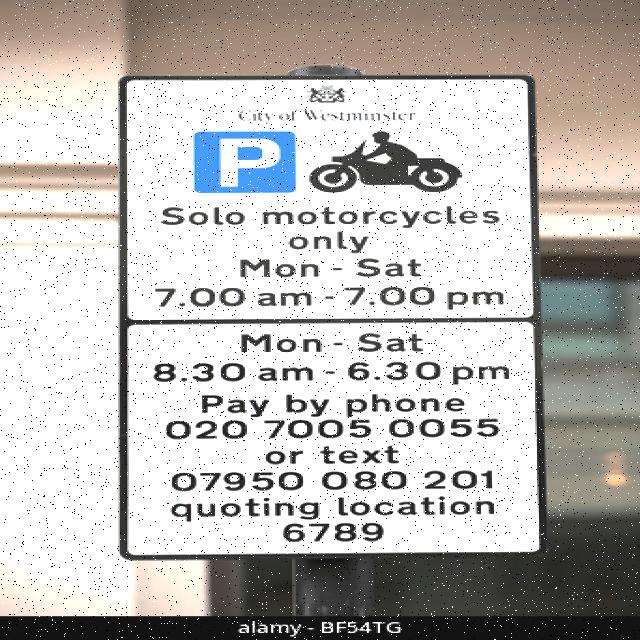 City of Westminster
P
Solo motorcycles
only
Mon - Sat
7.00 am - 7.00 pm
Mon - Sat
8.30 am - 6.30 pm
Pay by phone
020 7005 0055
or text
07950 080 201
quoting location
6789
alamy - BF54TG